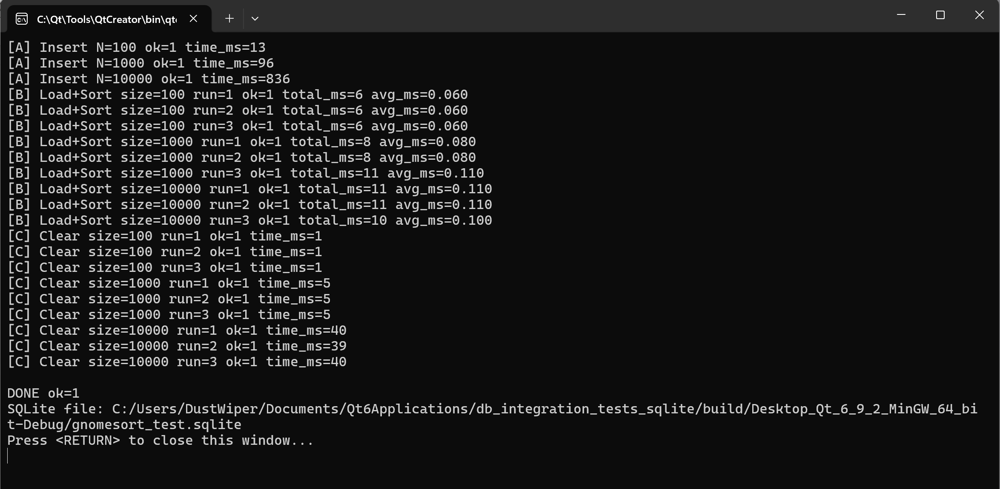 C:\Qt\Tools\QtCreator\bin\qt
[A] Insert N=100 ok=1 time_ms=13
[A] Insert N=1000 ok=1 time_ms=96
[A] Insert N=10000 ok=1 time_ms=836
[B] Load+Sort size=100 run=1 ok=1 total_ms=6 avg_ms=0.060
[B] Load+Sort size=100 run=2 ok=1 total_ms=6 avg_ms=0.060
[B] Load+Sort size=100 run=3 ok=1 total_ms=6 avg_ms=0.060
[B] Load+Sort size=1000 run=1 ok=1 total_ms=8 avg_ms=0.080
[B] Load+Sort size=1000 run=2 ok=1 total_ms=8 avg_ms=0.080
[B] Load+Sort size=1000 run=3 ok=1 total_ms=11 avg_ms=0.110
[B] Load+Sort size=10000 run=1 ok=1 total_ms=11 avg_ms=0.110
[B] Load+Sort size=10000 run=2 ok=1 total_ms=11 avg_ms=0.110
[B] Load+Sort size=10000 run=3 ok=1 total_ms=10 avg_ms=0.100
[C] Clear size=100 run=1 ok=1 time_ms=1
[C] Clear size=100 run=2 ok=1 time_ms=1
[C] Clear size=100 run=3 ok=1 time_ms=1
[C] Clear size=1000 run=1 ok=1 time_ms=5
[C] Clear size=1000 run=2 ok=1 time_ms=5
[C] Clear size=1000 run=3 ok=1 time_ms=5
[C] Clear size=10000 run=1 ok=1 time_ms=40
[C] Clear size=10000 run=2 ok=1 time_ms=39
[C] Clear size=10000 run=3 ok=1 time_ms=40
DONE ok=1
SQLite file: C:/Users/DustWiper/Documents/Qt6Applications/db_integration_tests_sqlite/build/Desktop_Qt_6_9_2_MinGW_64_bi
t-Debug/gnomesort_test.sqlite
Press <RETURN> to close this window...